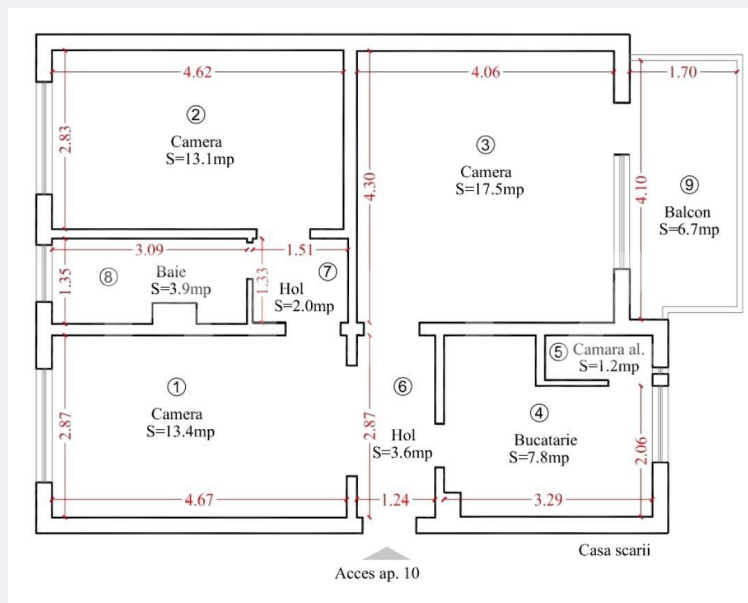 4.62
4.06
1.70
②
Camera
S=13.1mp
2.83
③
Camera
S=17.5mp
4.30
4.10
⑨
Balcon
S=6.7mp
3.09
1.51
1.35
⑧
Baie
S=3.9mp
1.33
⑦
Hol
S=2.0mp
⑤ Camara al.
S=1.2mp
①
Camera
S=13.4mp
2.87
2.87
⑥
Hol
S=3.6mp
④
Bucatarie
S=7.8mp
2.06
4.67
1.24
3.29
Casa scarii
Acces ap. 10